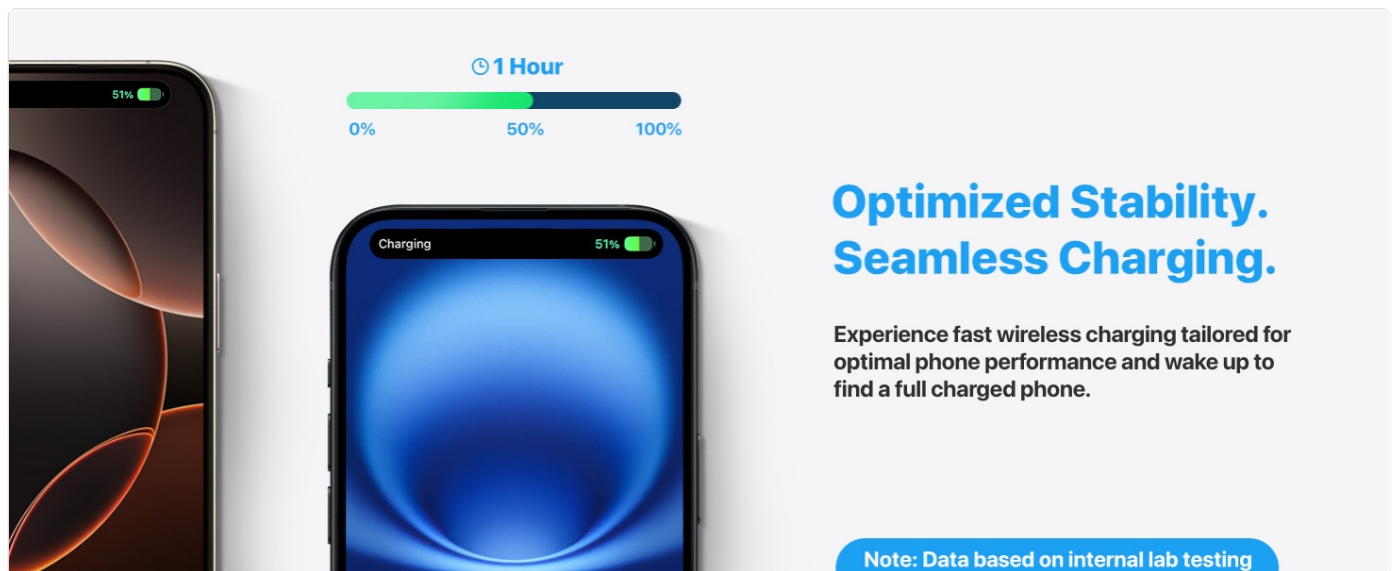 51%
1 Hour
0% 50% 100%
Charging 51%
Optimized Stability.
Seamless Charging.
Experience fast wireless charging tailored for
optimal phone performance and wake up to
find a full charged phone.
Note: Data based on internal lab testing